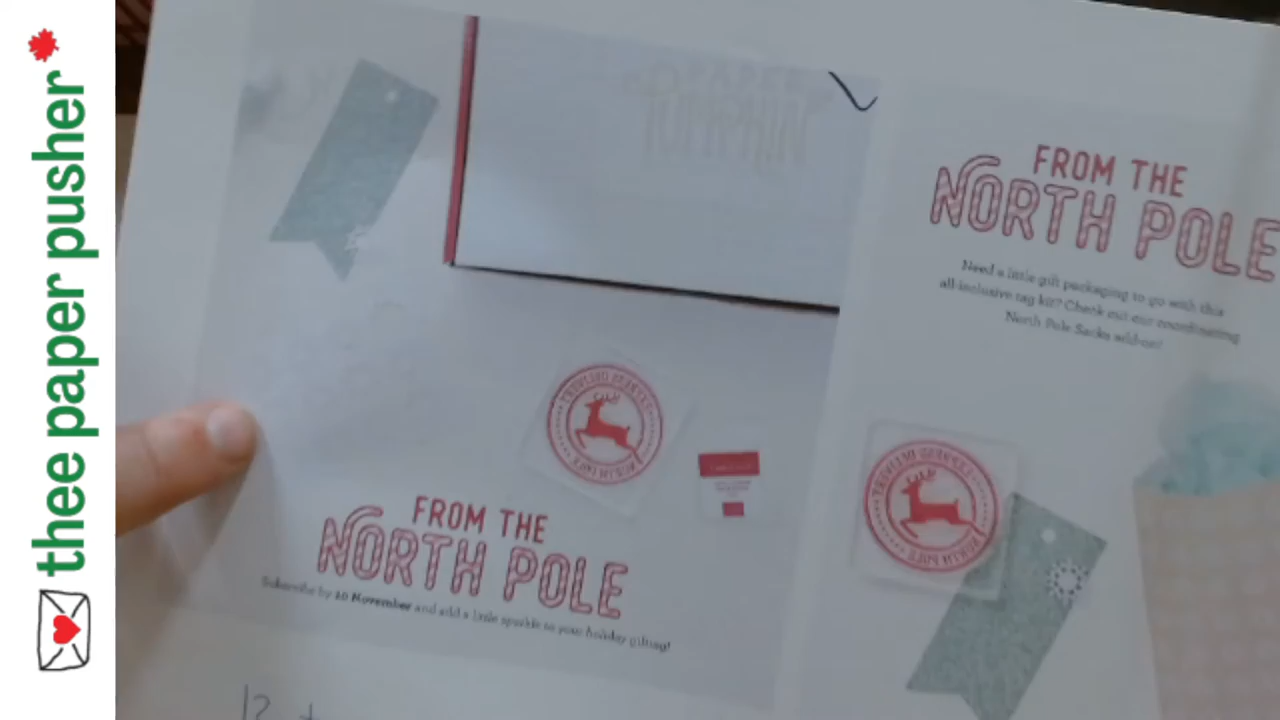 thee paper pusher
PUMPKIN
FROM THE
NORTH POLE
Subscribe by 10 November and add a little sparkle to your holiday gifting!
FROM THE
NORTH POLE
Need a little gift packaging to go with this
all-inclusive tag kit? Check out our coordinating
North Pole Sacks add-on!